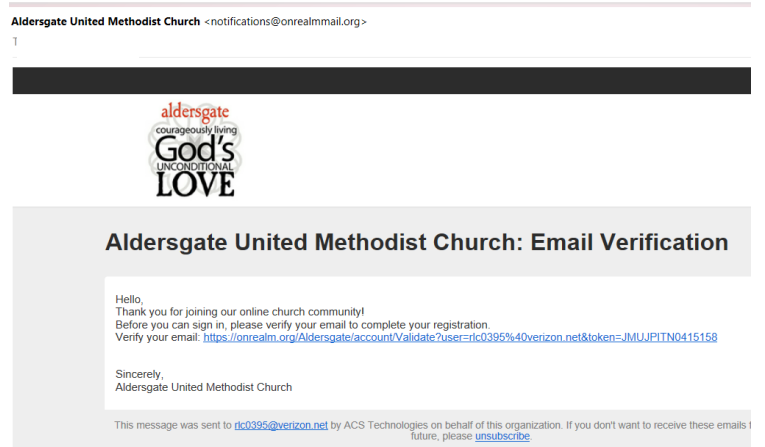 Aldersgate United Methodist Church <notifications@onrealmmail.org>
aldersgate
courageously living
God's
UNCONDITIONAL
LOVE
Aldersgate United Methodist Church: Email Verification
Hello,
Thank you for joining our online church community!
Before you can sign in, please verify your email to complete your registration.
Verify your email: https://onrealm.org/Aldersgate/account/Validate?user=rlc0395%40verizon.net&token=JMUJPITN0415158
Sincerely,
Aldersgate United Methodist Church
This message was sent to rlc0395@verizon.net by ACS Technologies on behalf of this organization. If you don't want to receive these emails
future, please unsubscribe.